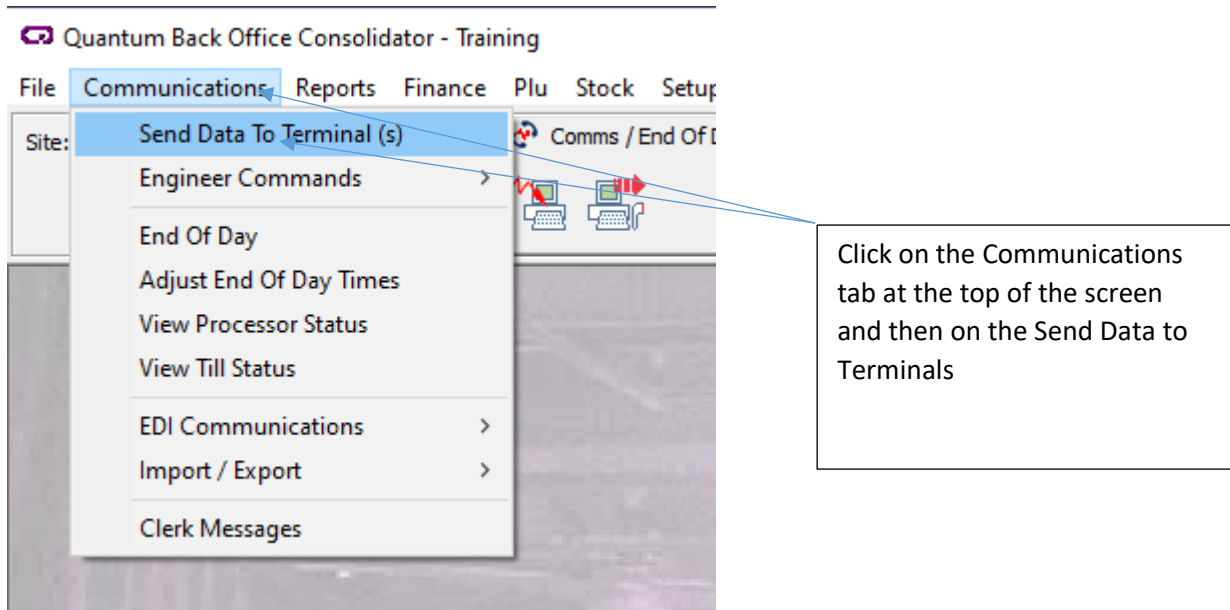 Quantum Back Office Consolidator - Training
File Communications Reports Finance Plu Stock Setup
Site:
Comms / End Of D
Send Data To Terminal (s)
Engineer Commands
End Of Day
Adjust End Of Day Times
View Processor Status
View Till Status
EDI Communications
Import / Export
Clerk Messages
Click on the Communications
tab at the top of the screen
and then on the Send Data to
Terminals